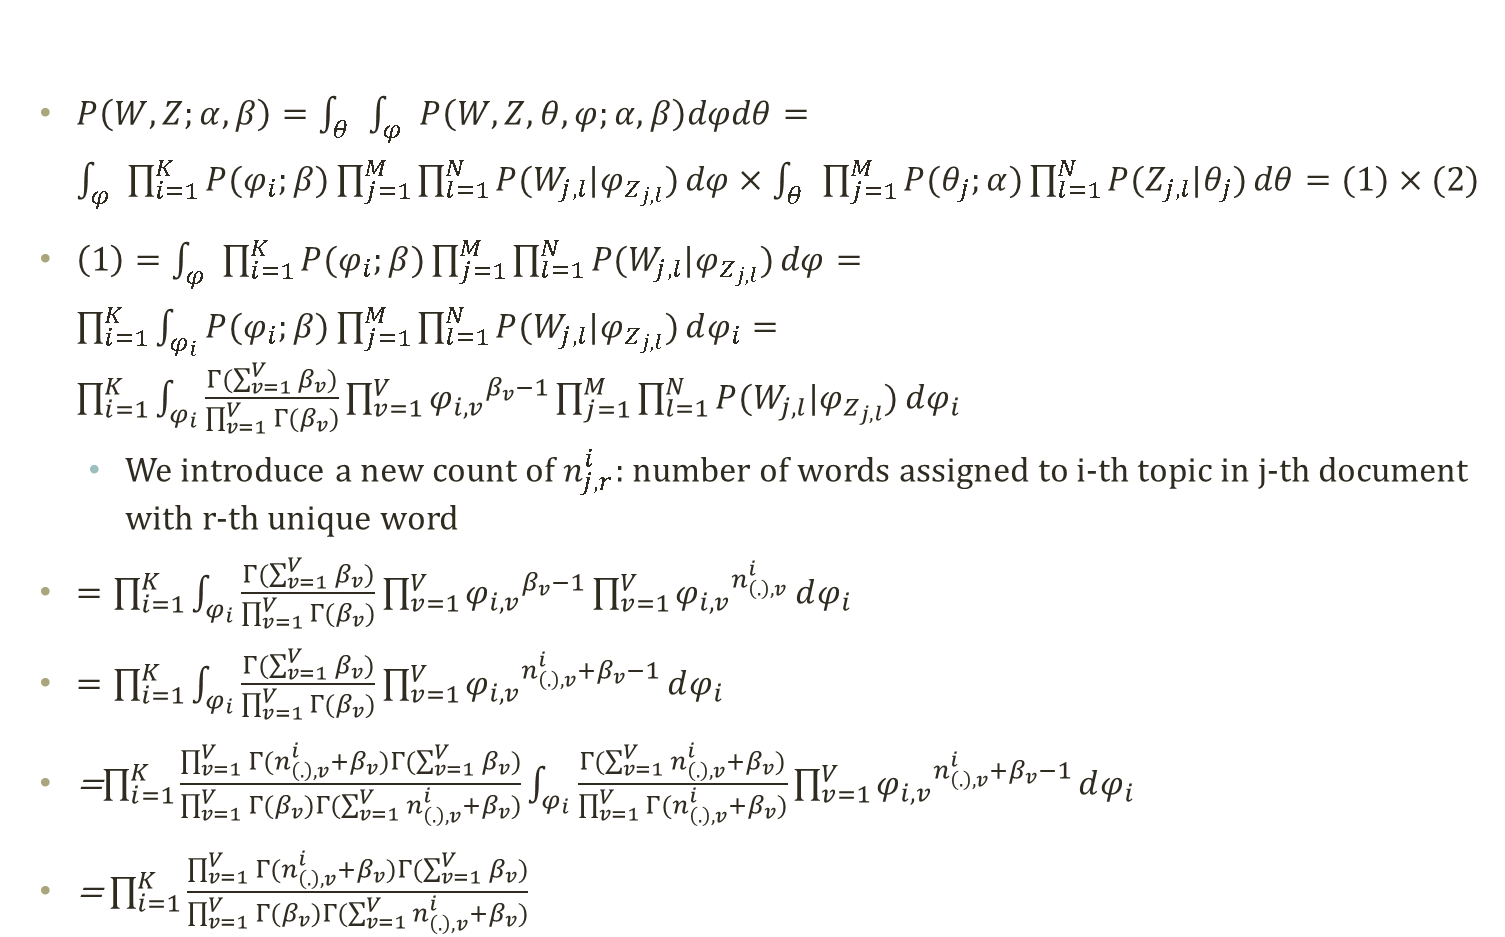 • P(W, Z; α, β) = ∫_θ ∫_φ P(W, Z, θ, φ; α, β)dφdθ =
∫_φ ∏_{i=1}^{K} P(φ_i; β) ∏_{j=1}^{M} ∏_{l=1}^{N} P(W_{j,l}|φ_{Z_{j,l}}) dφ × ∫_θ ∏_{j=1}^{M} P(θ_j; α) ∏_{l=1}^{N} P(Z_{j,l}|θ_j) dθ = (1) × (2)
• (1) = ∫_φ ∏_{i=1}^{K} P(φ_i; β) ∏_{j=1}^{M} ∏_{l=1}^{N} P(W_{j,l}|φ_{Z_{j,l}}) dφ =
∏_{i=1}^{K} ∫_{φ_i} P(φ_i; β) ∏_{j=1}^{M} ∏_{l=1}^{N} P(W_{j,l}|φ_{Z_{j,l}}) dφ_i =
∏_{i=1}^{K} ∫_{φ_i} \frac{Γ(∑_{v=1}^{V} β_v)}{∏_{v=1}^{V} Γ(β_v)} ∏_{v=1}^{V} φ_{i,v}^{β_v−1} ∏_{j=1}^{M} ∏_{l=1}^{N} P(W_{j,l}|φ_{Z_{j,l}}) dφ_i
• We introduce a new count of n_{j,r}^{i}: number of words assigned to i-th topic in j-th document
with r-th unique word
• = ∏_{i=1}^{K} ∫_{φ_i} \frac{Γ(∑_{v=1}^{V} β_v)}{∏_{v=1}^{V} Γ(β_v)} ∏_{v=1}^{V} φ_{i,v}^{β_v−1} ∏_{v=1}^{V} φ_{i,v}^{n_{(.),v}^{i}} dφ_i
• = ∏_{i=1}^{K} ∫_{φ_i} \frac{Γ(∑_{v=1}^{V} β_v)}{∏_{v=1}^{V} Γ(β_v)} ∏_{v=1}^{V} φ_{i,v}^{n_{(.),v}^{i}+β_v−1} dφ_i
• =∏_{i=1}^{K} \frac{∏_{v=1}^{V} Γ(n_{(.),v}^{i}+β_v)Γ(∑_{v=1}^{V} β_v)}{∏_{v=1}^{V} Γ(β_v)Γ(∑_{v=1}^{V} n_{(.),v}^{i}+β_v)} ∫_{φ_i} \frac{Γ(∑_{v=1}^{V} n_{(.),v}^{i}+β_v)}{∏_{v=1}^{V} Γ(n_{(.),v}^{i}+β_v)} ∏_{v=1}^{V} φ_{i,v}^{n_{(.),v}^{i}+β_v−1} dφ_i
• =∏_{i=1}^{K} \frac{∏_{v=1}^{V} Γ(n_{(.),v}^{i}+β_v)Γ(∑_{v=1}^{V} β_v)}{∏_{v=1}^{V} Γ(β_v)Γ(∑_{v=1}^{V} n_{(.),v}^{i}+β_v)}